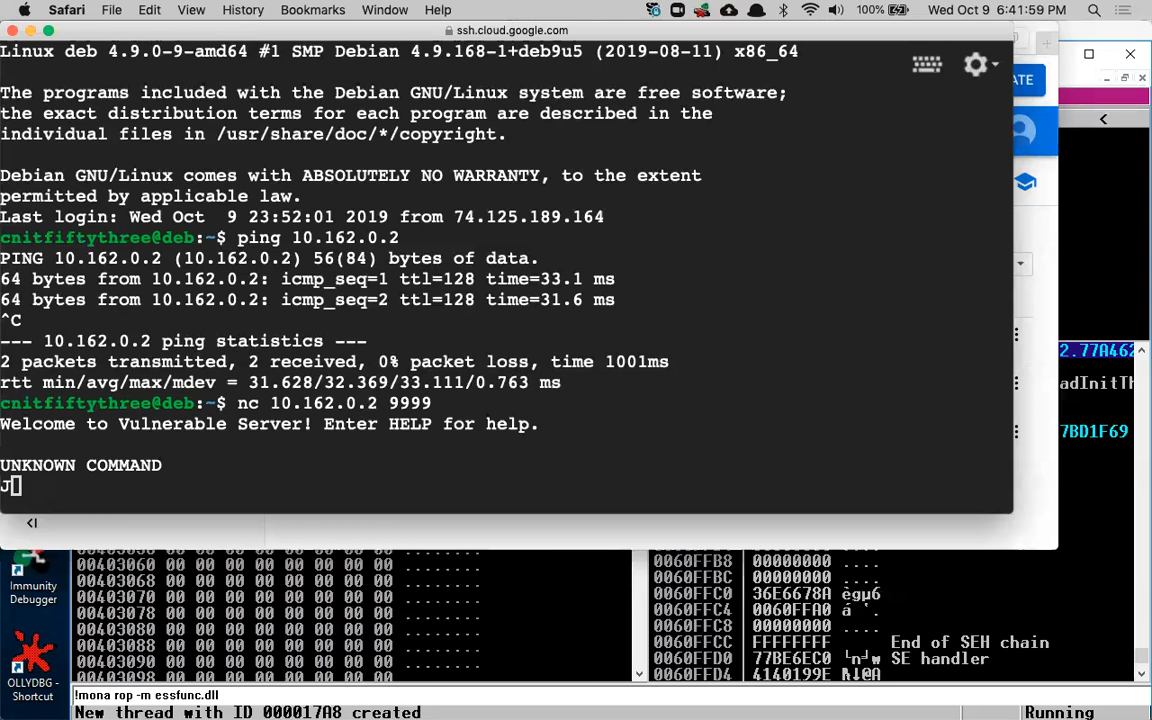 Safari File Edit View History Bookmarks Window Help 100% Wed Oct 9 6:41:59 PM
ssh.cloud.google.com
Linux deb 4.9.0-9-amd64 #1 SMP Debian 4.9.168-1+deb9u5 (2019-08-11) x86_64
ATE
The programs included with the Debian GNU/Linux system are free software;
the exact distribution terms for each program are described in the
individual files in /usr/share/doc/*/copyright.
Debian GNU/Linux comes with ABSOLUTELY NO WARRANTY, to the extent
permitted by applicable law.
Last login: Wed Oct  9 23:52:01 2019 from 74.125.189.164
cnitfiftythree@deb:~$ ping 10.162.0.2
PING 10.162.0.2 (10.162.0.2) 56(84) bytes of data.
64 bytes from 10.162.0.2: icmp_seq=1 ttl=128 time=33.1 ms
64 bytes from 10.162.0.2: icmp_seq=2 ttl=128 time=31.6 ms
^C
--- 10.162.0.2 ping statistics ---
2 packets transmitted, 2 received, 0% packet loss, time 1001ms
rtt min/avg/max/mdev = 31.628/32.369/33.111/0.763 ms
cnitfiftythree@deb:~$ nc 10.162.0.2 9999
Welcome to Vulnerable Server! Enter HELP for help.
UNKNOWN COMMAND
J
2.77A462
adInitTh
7BD1F69
00403060 00 00 00 00 00 00 00 00 ........
00403068 00 00 00 00 00 00 00 00 ........
00403070 00 00 00 00 00 00 00 00 ........
00403078 00 00 00 00 00 00 00 00 ........
00403080 00 00 00 00 00 00 00 00 ........
00403088 00 00 00 00 00 00 00 00 ........
00403090 00 00 00 00 00 00 00 00 ........
0060FFB8 00000000 ....
0060FFBC 00000000 ....
0060FFC0 36E6678A ègµ6
0060FFC4 0060FFA0 á `.
0060FFC8 00000000 ....
0060FFCC FFFFFFFF End of SEH chain
0060FFD0 77BE6EC0 └n╛w SE handler
0060FFD4 4140199E
Immunity
Debugger
OLLYDBG -
Shortcut
!mona rop -m essfunc.dll
New thread with ID 000017A8 created
Running